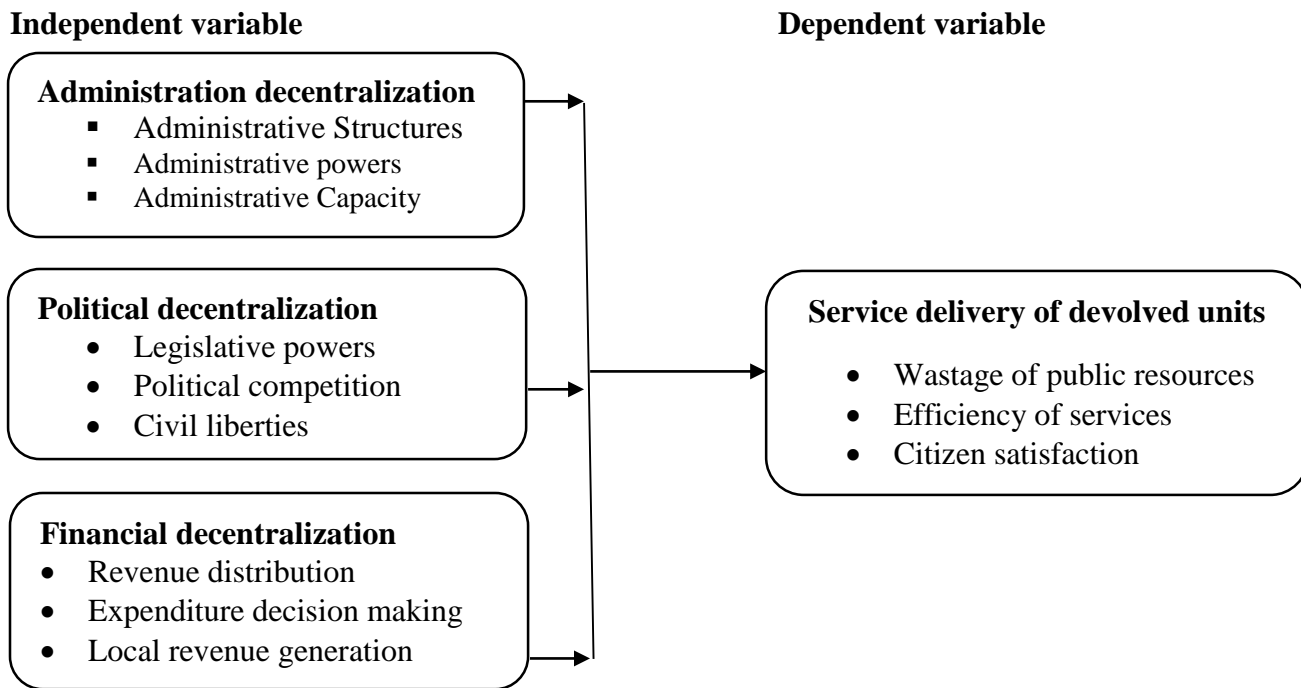 Independent variable
Dependent variable
Administration decentralization
▪ Administrative Structures
▪ Administrative powers
▪ Administrative Capacity
Political decentralization
• Legislative powers
• Political competition
• Civil liberties
Financial decentralization
• Revenue distribution
• Expenditure decision making
• Local revenue generation
Service delivery of devolved units
• Wastage of public resources
• Efficiency of services
• Citizen satisfaction